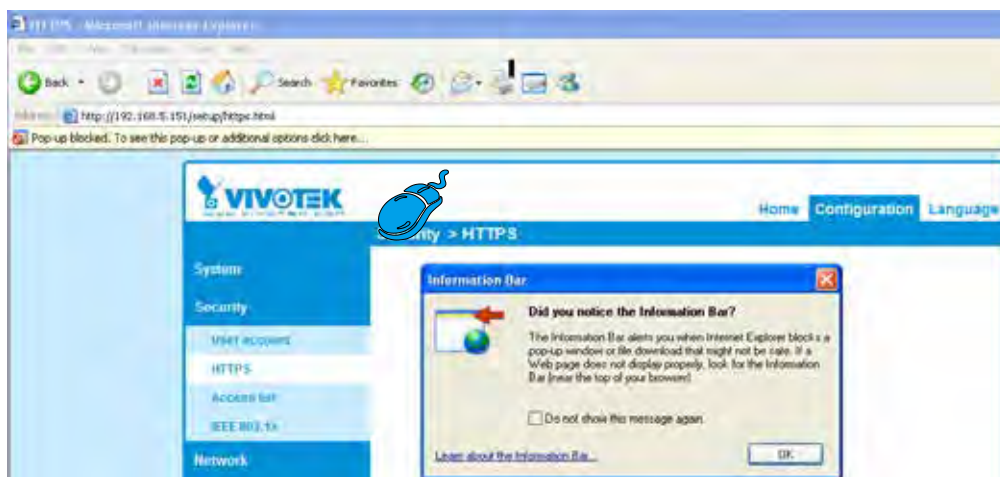 HTTPS - Microsoft Internet Explorer
Back
Search
Favorites
http://192.168.5.151/setup/https.html
Pop-up blocked. To see this pop-up or additional options click here...
VIVOTEK
Home Configuration Language
Security > HTTPS
System
Security
User account
HTTPS
Access list
IEEE 802.1x
Network
Information Bar
Did you notice the Information Bar?
The Information Bar alerts you when Internet Explorer blocks a
pop-up window or file download that might not be safe. If a
Web page does not display properly, look for the Information
Bar (near the top of your browser)
Do not show this message again
Learn about the Information Bar...
OK